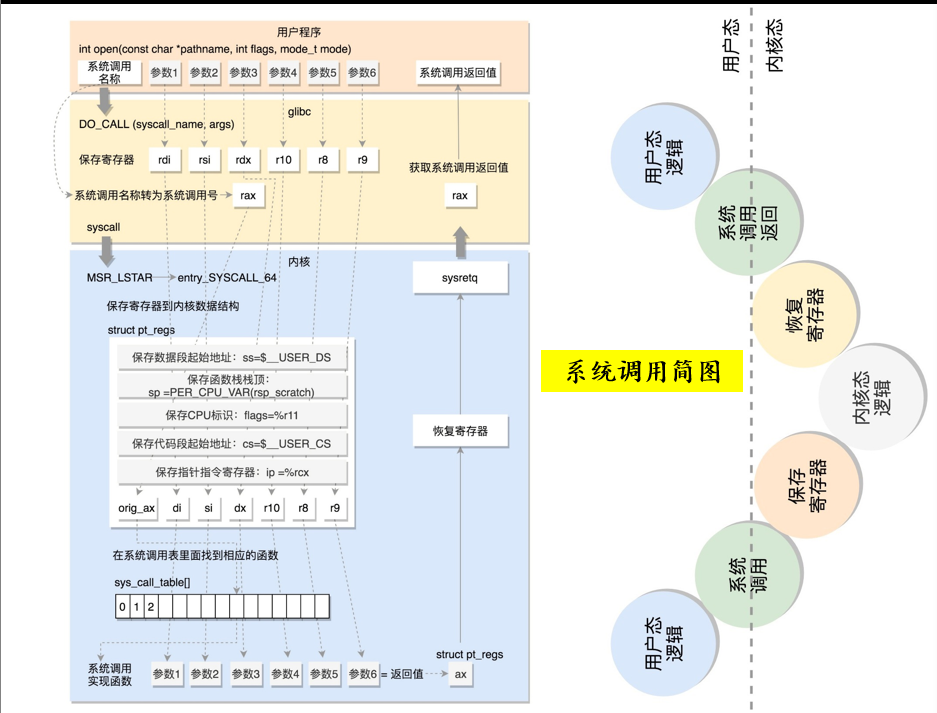 用户程序
int open(const char *pathname, int flags, mode_t mode)
系统调用
名称
参数1
参数2
参数3
参数4
参数5
参数6
系统调用返回值
glibc
DO_CALL (syscall_name, args)
保存寄存器
rdi
rsi
rdx
r10
r8
r9
获取系统调用返回值
系统调用名称转为系统调用号
rax
rax
syscall
内核
MSR_LSTAR
entry_SYSCALL_64
sysretq
保存寄存器到内核数据结构
struct pt_regs
保存数据段起始地址：ss=$__USER_DS
保存函数栈栈顶：
sp =PER_CPU_VAR(rsp_scratch)
保存CPU标识：flags=%r11
保存代码段起始地址：cs=$__USER_CS
保存指针指令寄存器：ip =%rcx
恢复寄存器
orig_ax
di
si
dx
r10
r8
r9
在系统调用表里面找到相应的函数
sys_call_table[]
0
1
2
系统调用
实现函数
参数1
参数2
参数3
参数4
参数5
参数6
= 返回值
struct pt_regs
ax
系统调用简图
用户态
内核态
用户态
逻辑
系统
调用
返回
恢复
寄存器
内核态
逻辑
保存
寄存器
系统
调用
用户态
逻辑